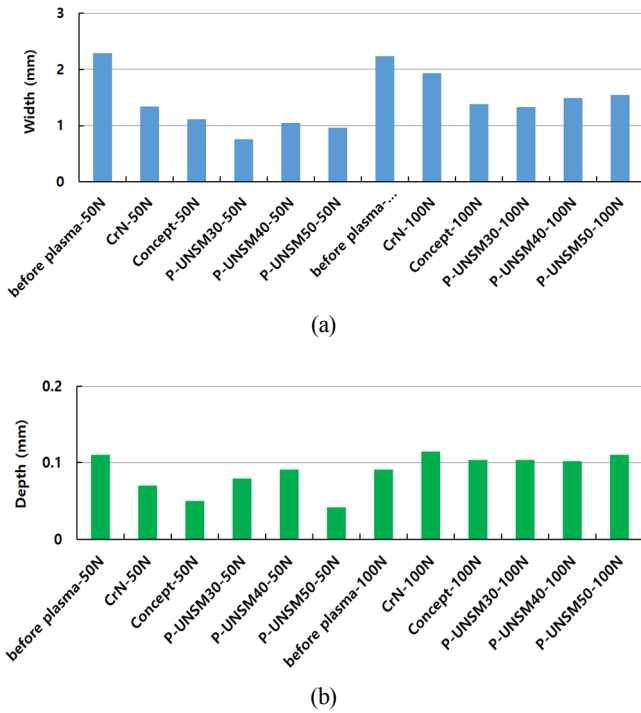 3
2
1
0
Width (mm)
before plasma-50N
CrN-50N
Concept-50N
P-UNSM30-50N
P-UNSM40-50N
P-UNSM50-50N
before plasma-...
CrN-100N
Concept-100N
P-UNSM30-100N
P-UNSM40-100N
P-UNSM50-100N
(a)
0.2
0.1
0
Depth (mm)
before plasma-50N
CrN-50N
Concept-50N
P-UNSM30-50N
P-UNSM40-50N
P-UNSM50-50N
before plasma-100N
CrN-100N
Concept-100N
P-UNSM30-100N
P-UNSM40-100N
P-UNSM50-100N
(b)